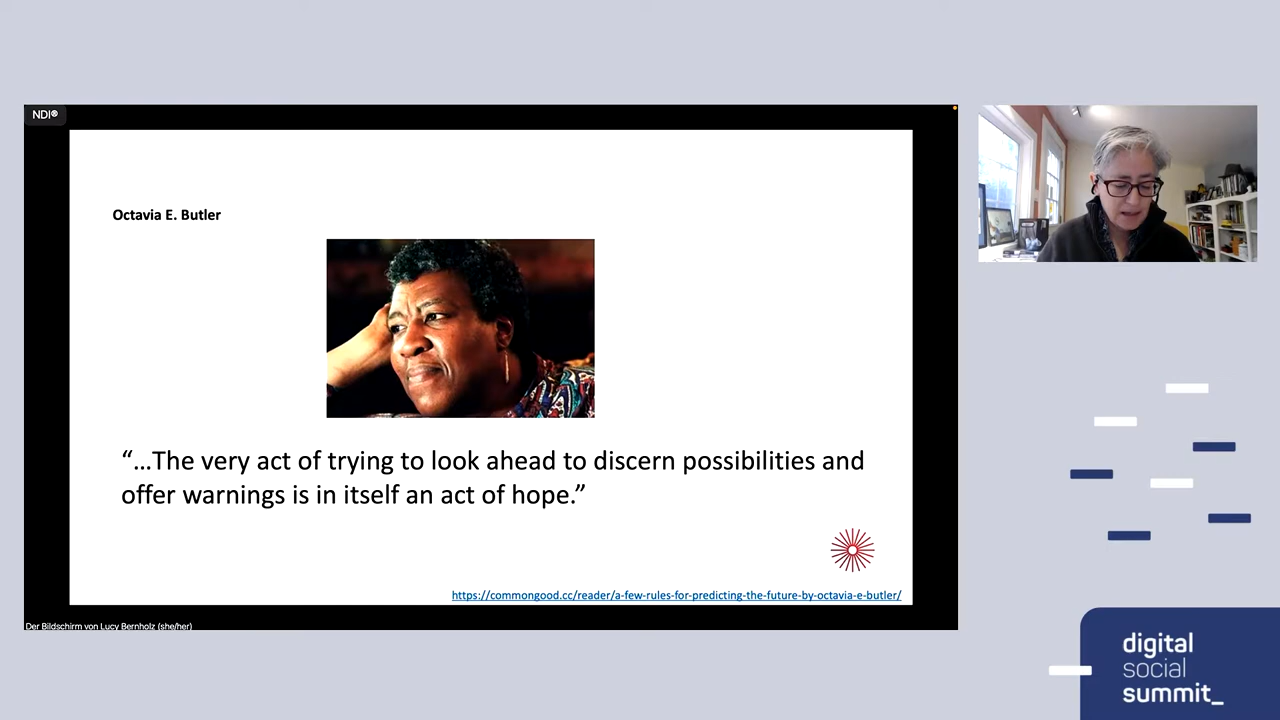 NDI®
Octavia E. Butler
“...The very act of trying to look ahead to discern possibilities and
offer warnings is in itself an act of hope.”
https://commongood.cc/reader/a-few-rules-for-predicting-the-future-by-octavia-e-butler/
Der Bildschirm von Lucy Bernholz (she/her)
digital
social
summit_